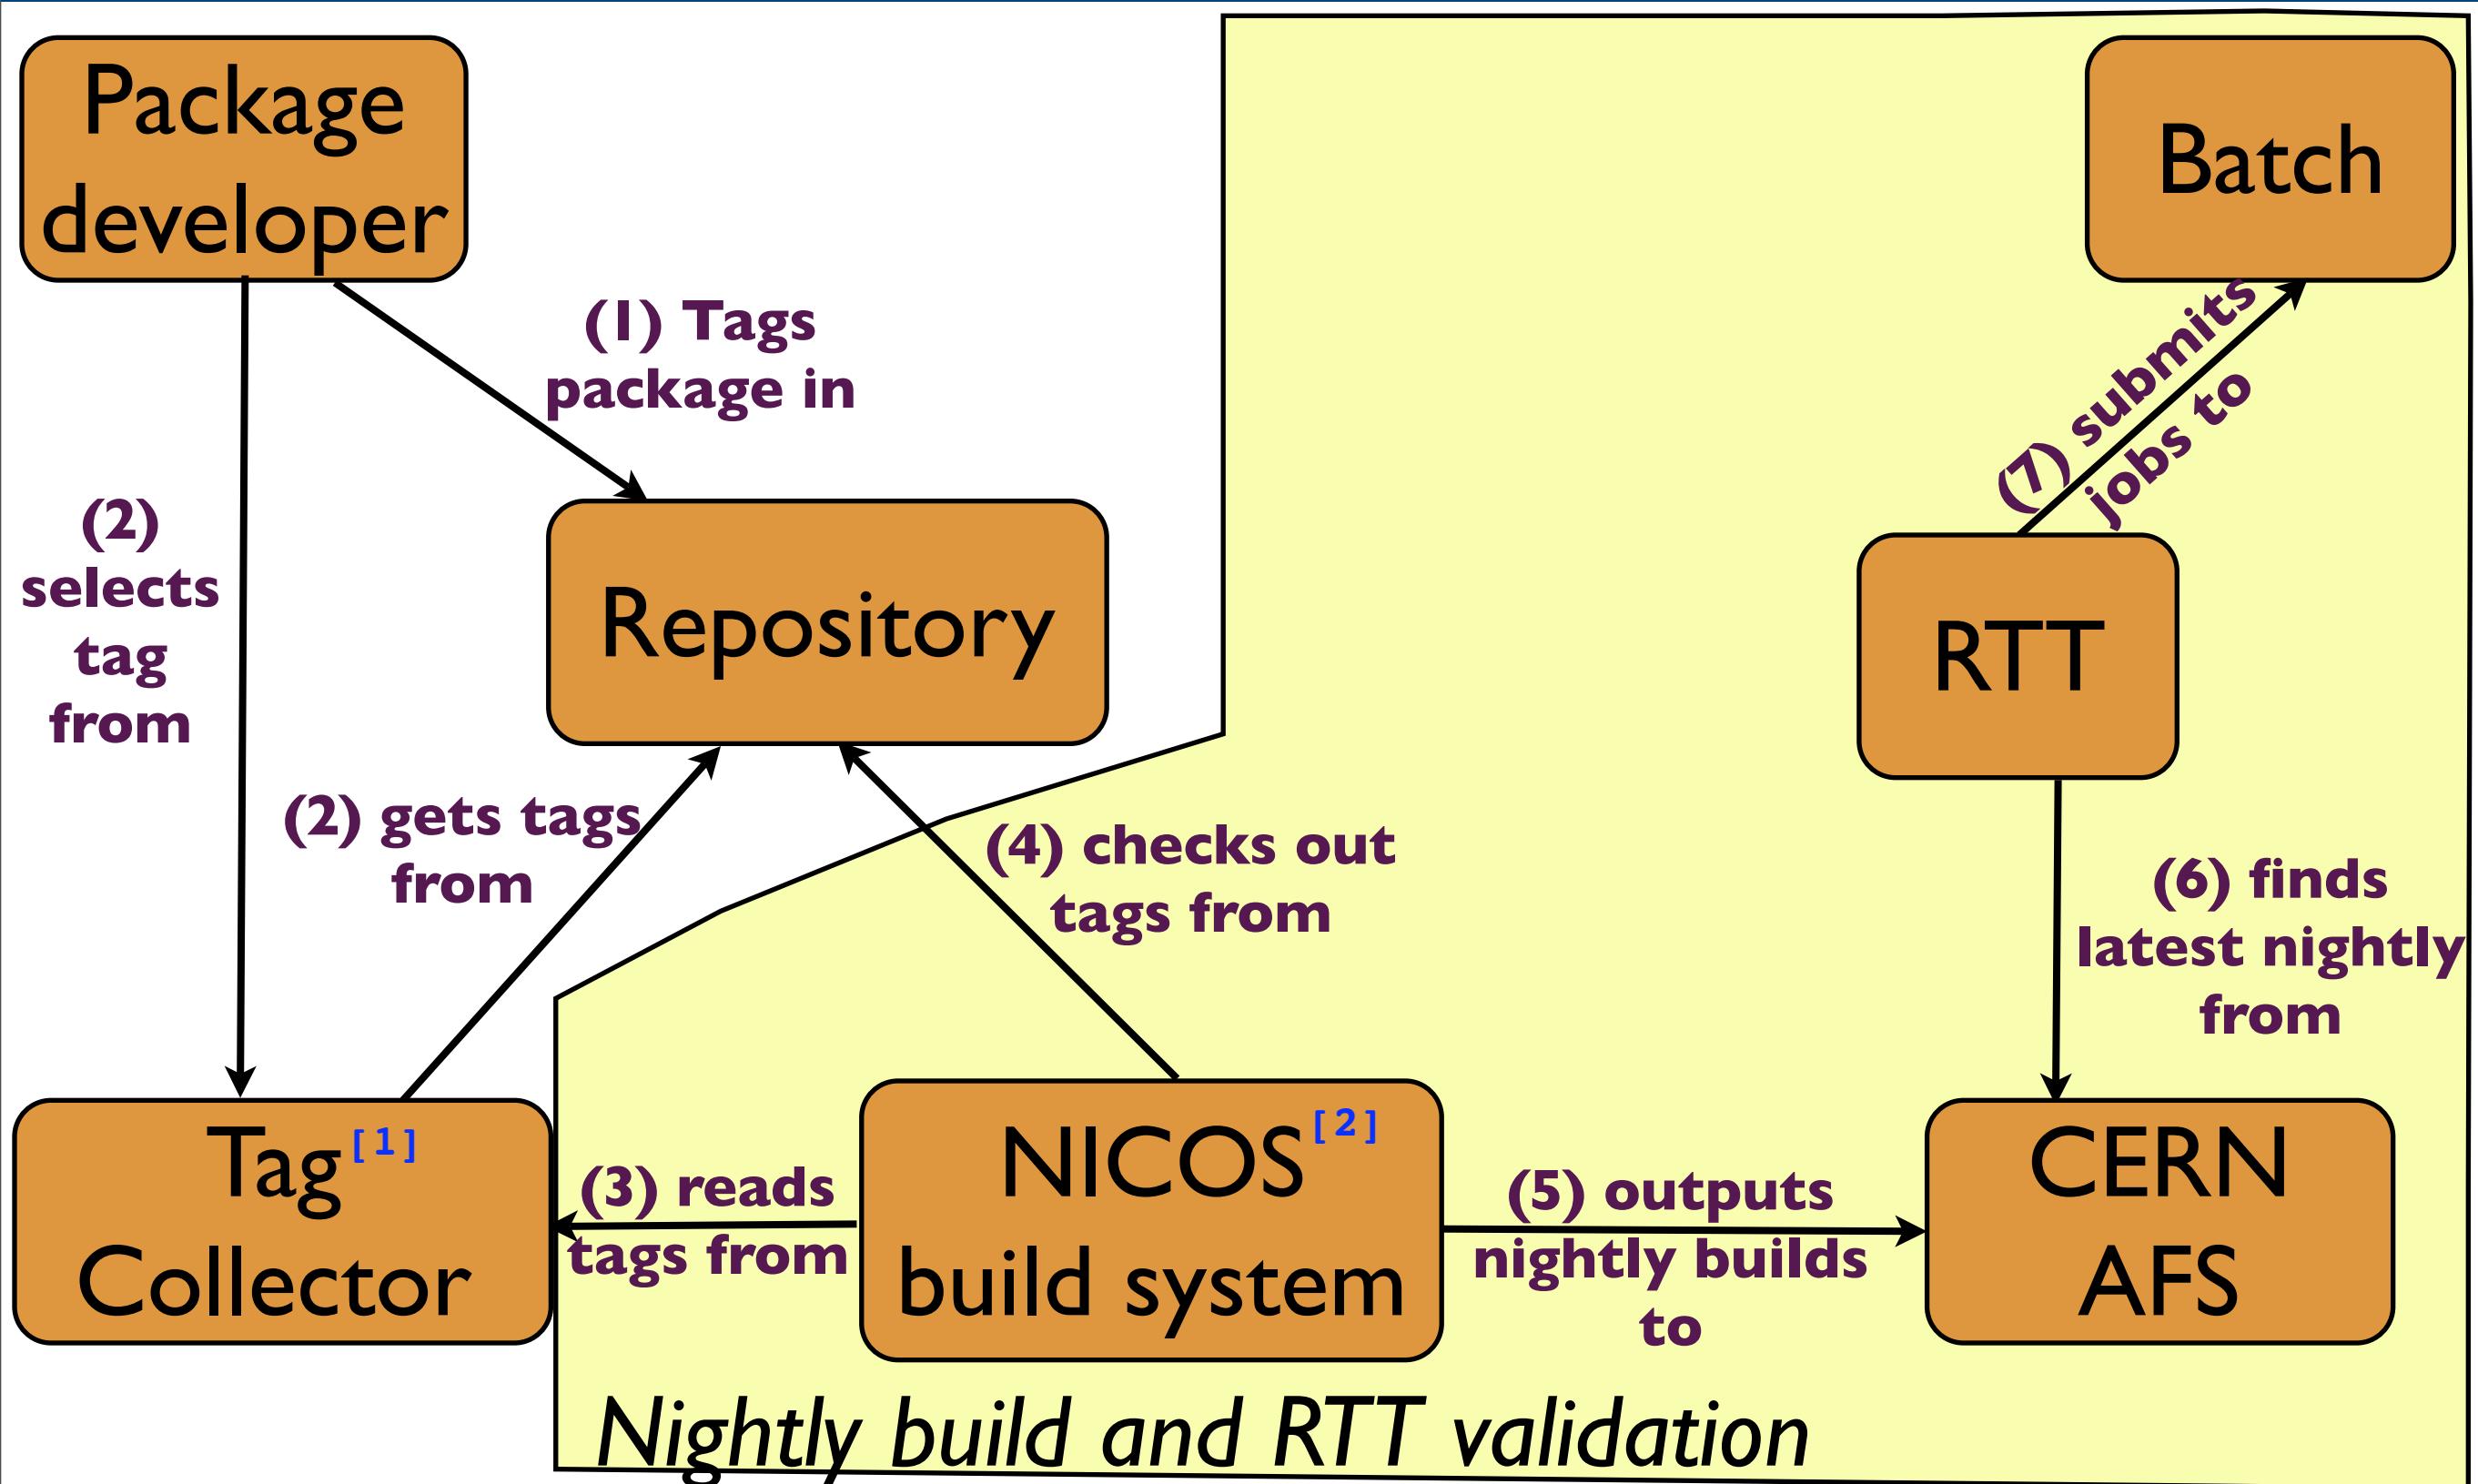 Package
developer
Batch
(1) Tags
package in
(7) submits
jobs to
(2)
selects
tag
from
Repository
RTT
(2) gets tags
from
(4) checks out
tags from
(6) finds
latest nightly
from
Tag[1]
Collector
(3) reads
tags from
NICOS[2]
build system
(5) outputs
nightly builds
to
CERN
AFS
Nightly build and RTT validation